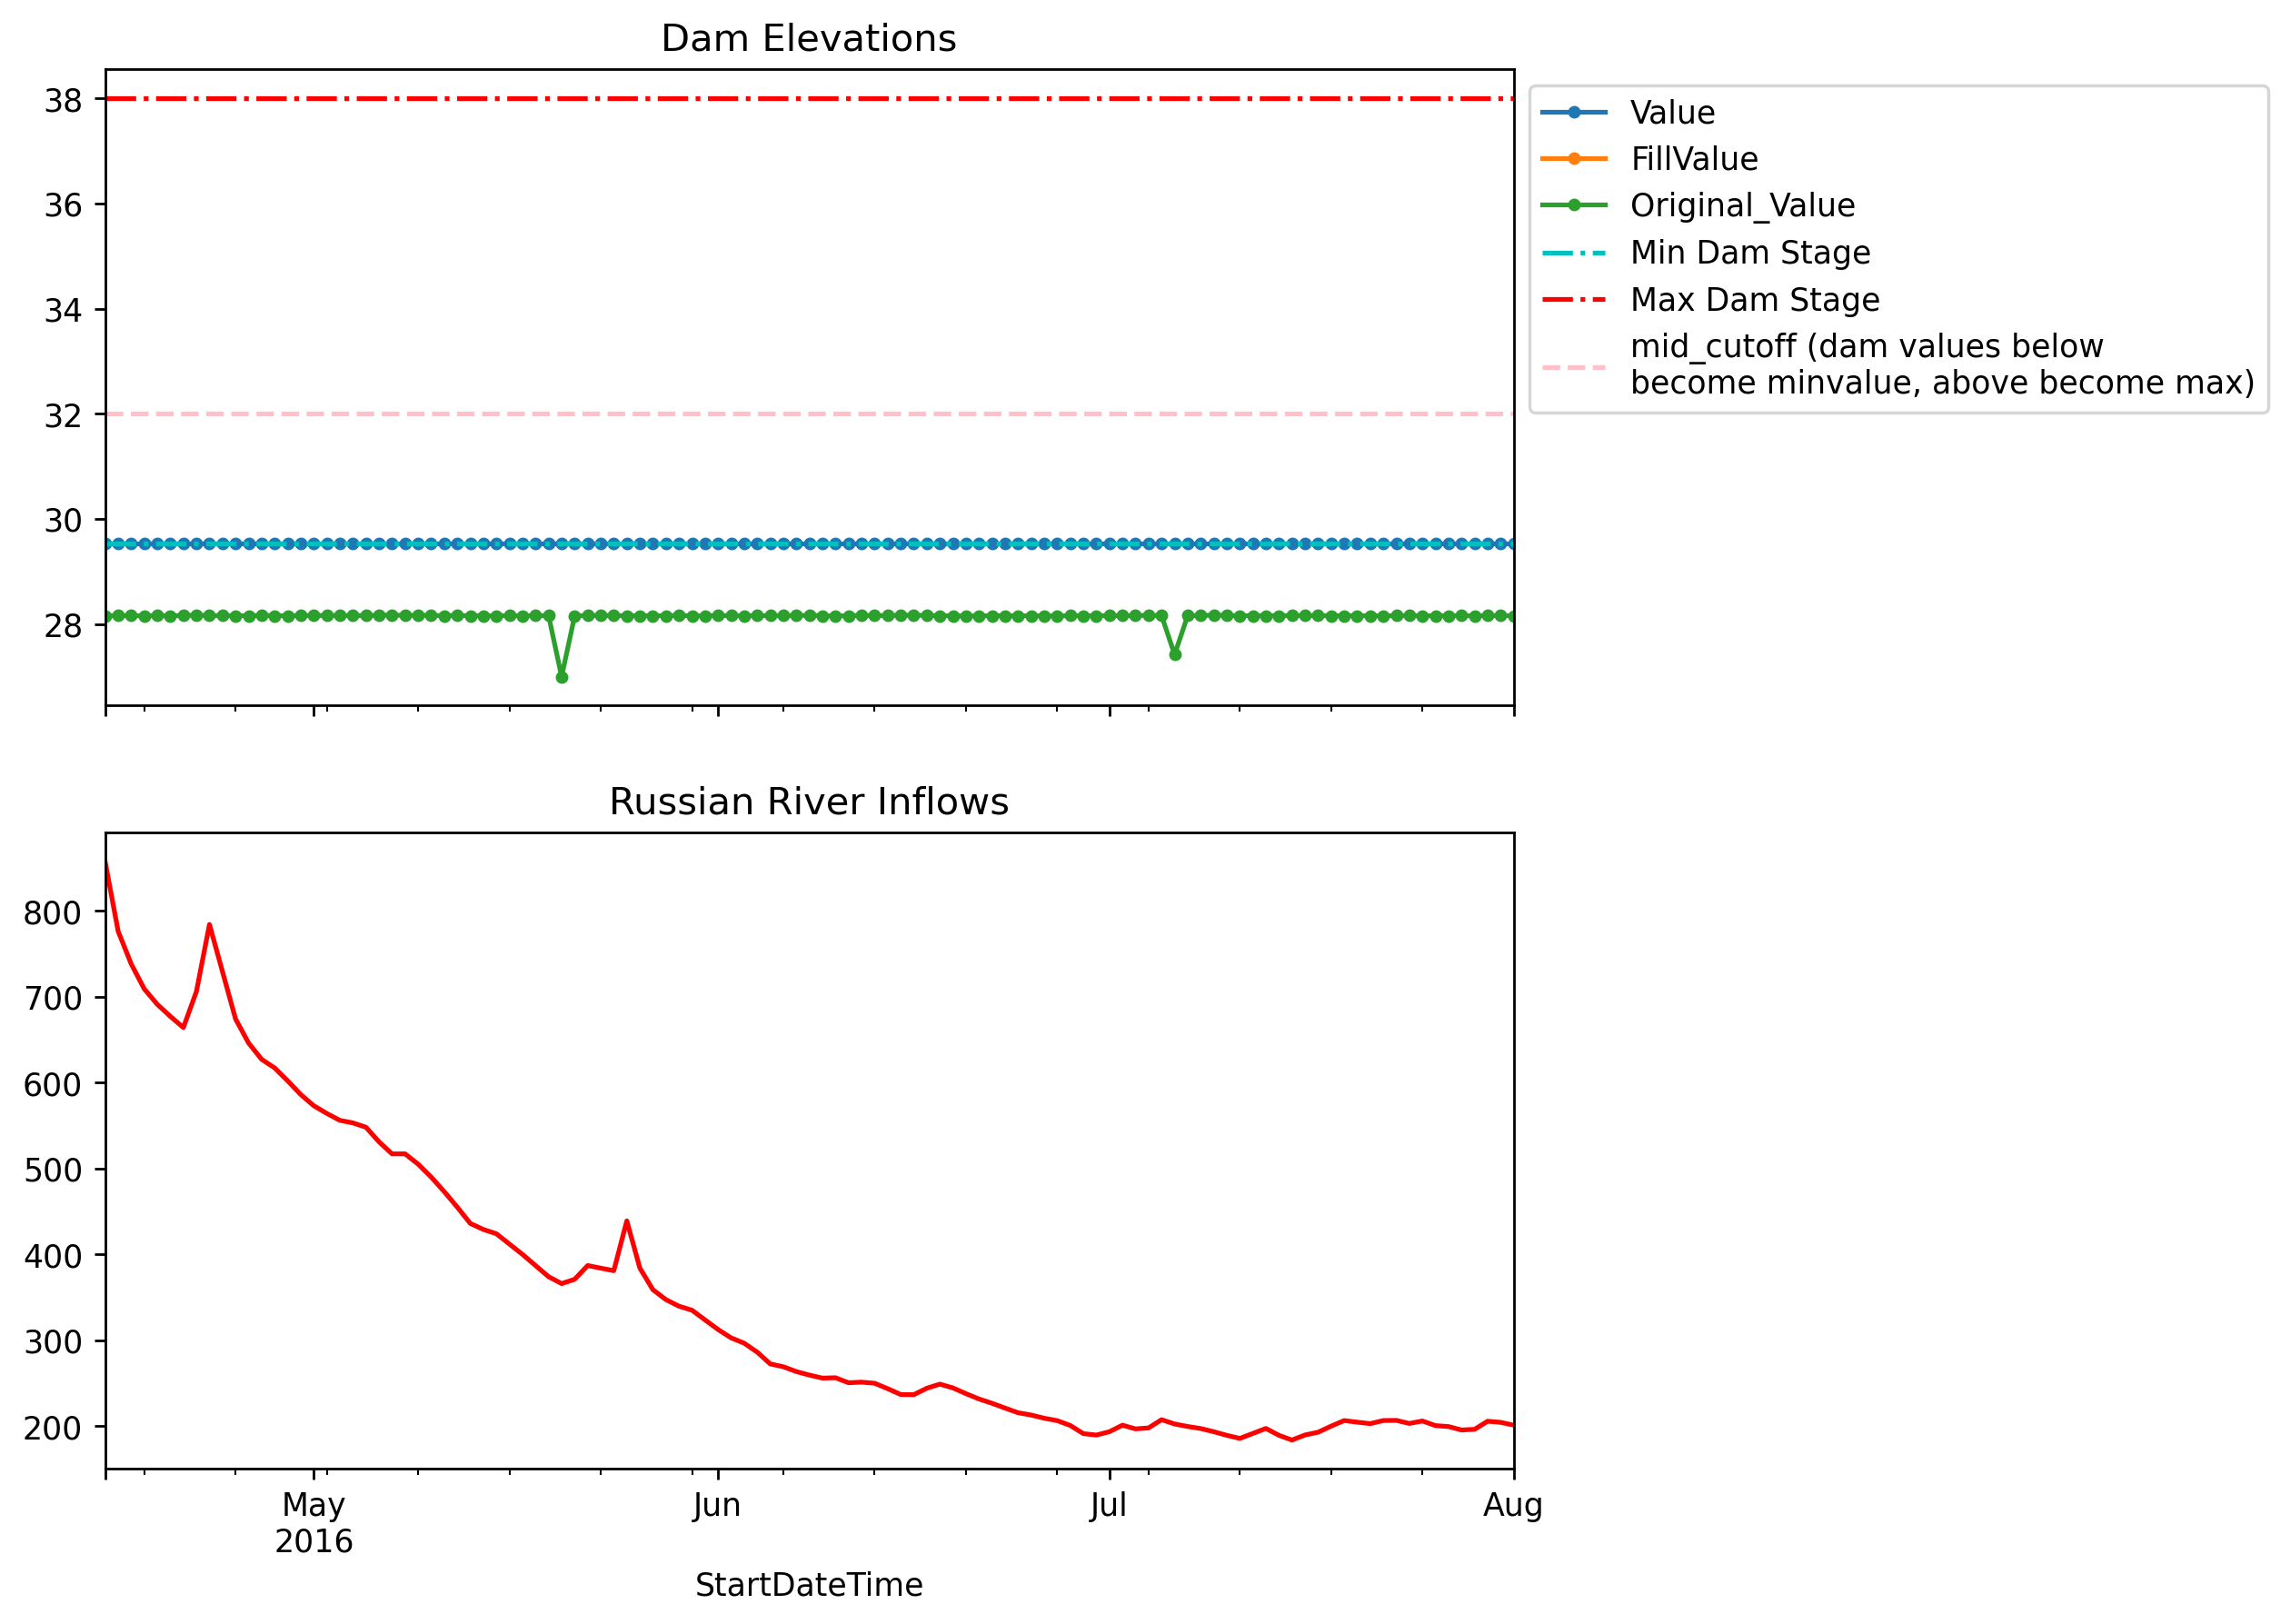 Dam Elevations
38
36
34
32
30
28
Value
FillValue
Original_Value
Min Dam Stage
Max Dam Stage
mid_cutoff (dam values below
become minvalue, above become max)
Russian River Inflows
800
700
600
500
400
300
200
May
2016
Jun
Jul
Aug
StartDateTime